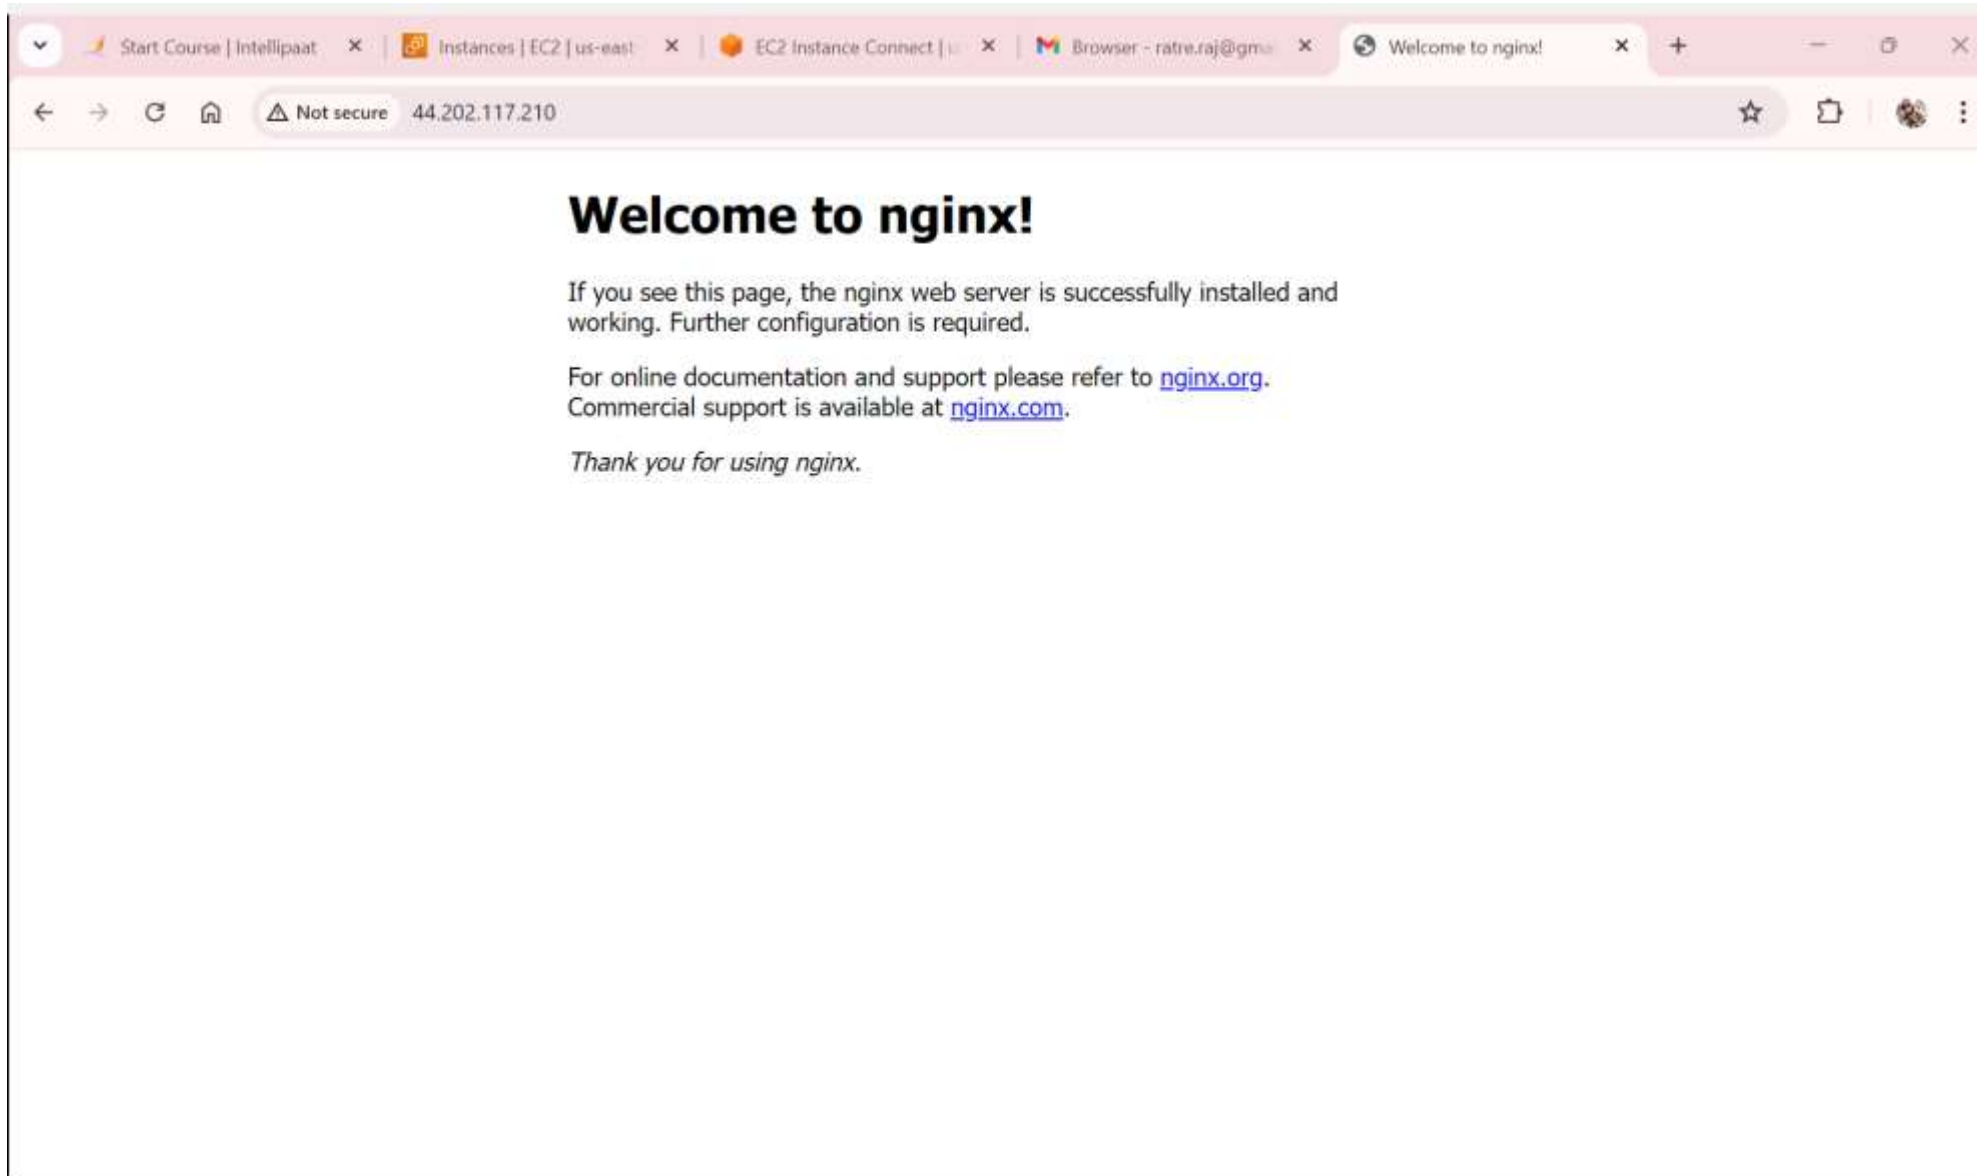 Start Course | Intellipaat
Instances | EC2 | us-east
EC2 Instance Connect | u
Browser - ratre.raj@gma
Welcome to nginx!
Not secure 44.202.117.210
Welcome to nginx!
If you see this page, the nginx web server is successfully installed and
working. Further configuration is required.
For online documentation and support please refer to nginx.org.
Commercial support is available at nginx.com.
Thank you for using nginx.